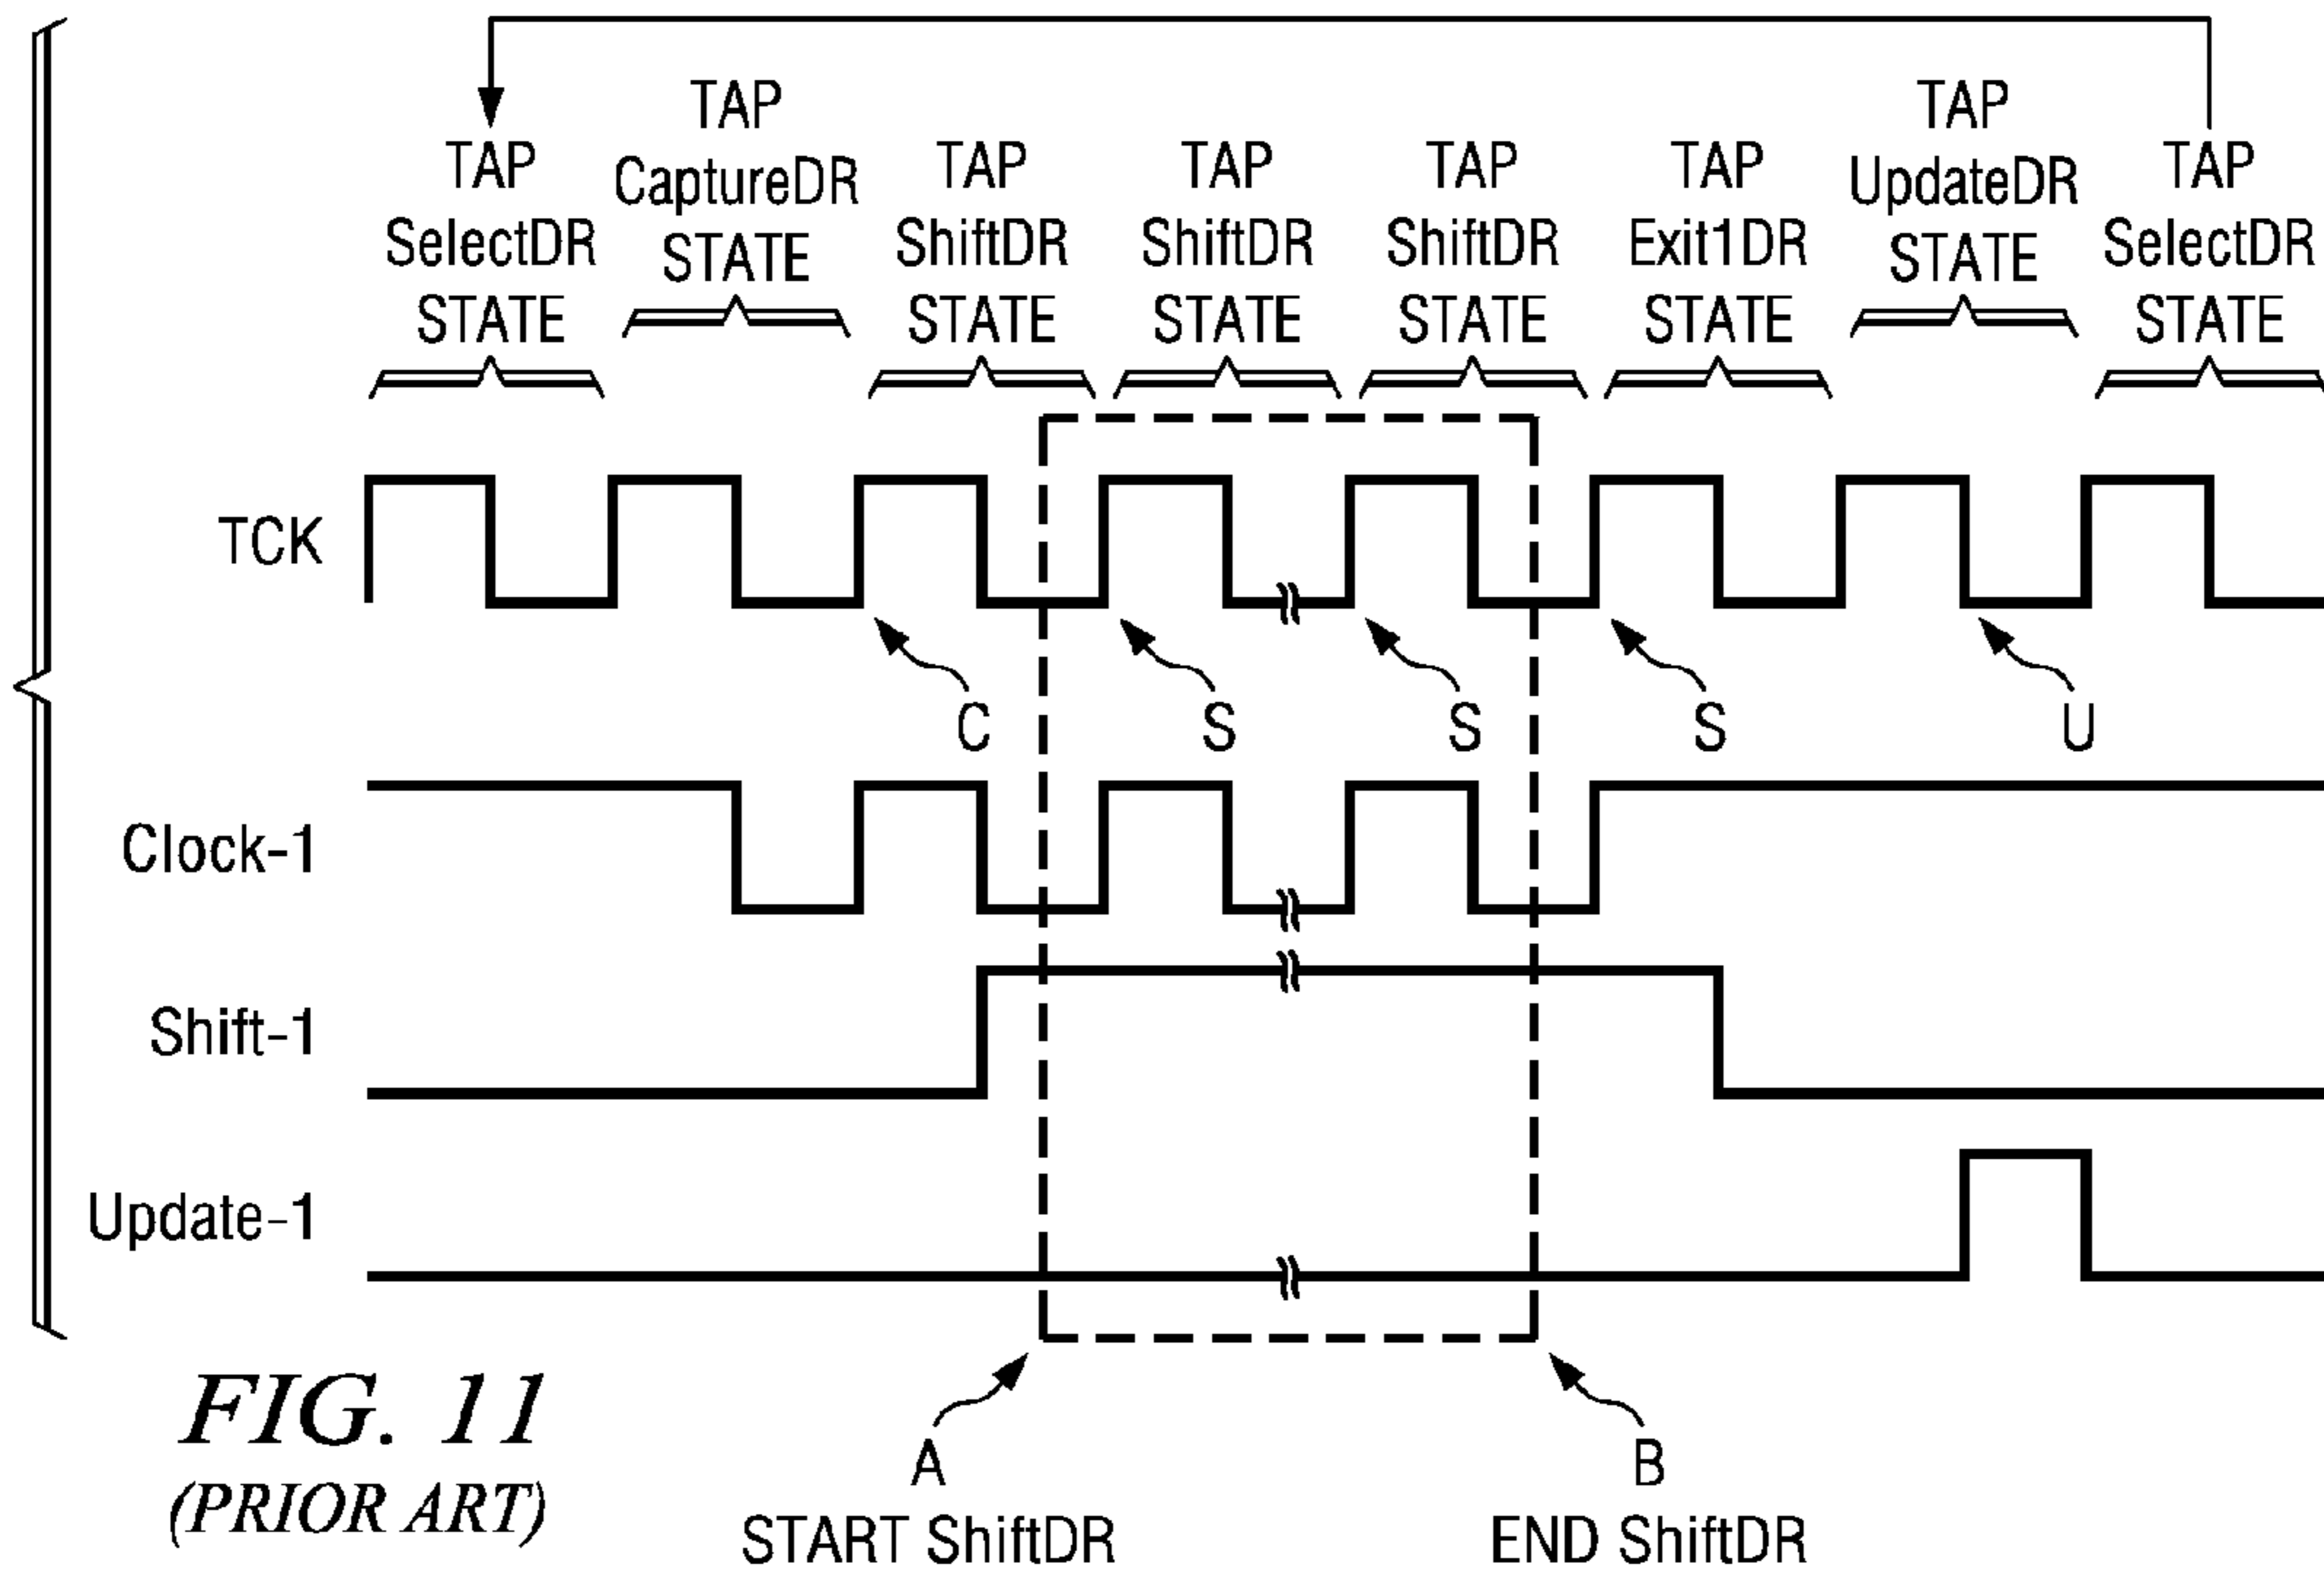 TAP
SelectDR
STATE
TAP
CaptureDR
STATE
TAP
ShiftDR
STATE
TAP
ShiftDR
STATE
TAP
ShiftDR
STATE
TAP
Exit1DR
STATE
TAP
UpdateDR
STATE
TAP
SelectDR
STATE
TCK
C
S
S
S
U
Clock-1
Shift-1
Update-1
A
START ShiftDR
B
END ShiftDR
FIG. 11
(PRIOR ART)